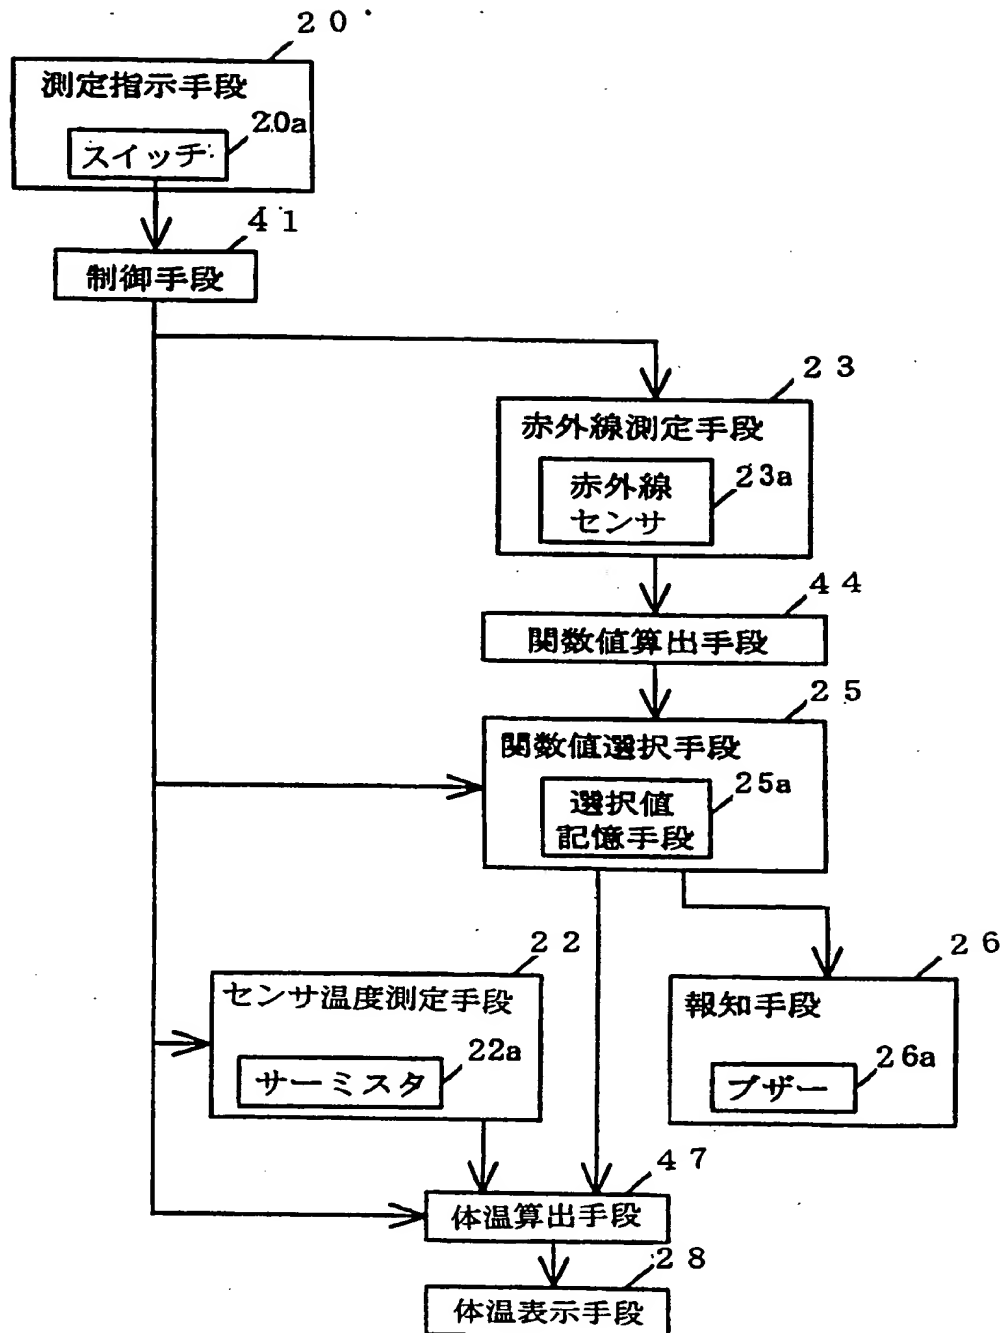 ２０
測定指示手段
20a
スイッチ
４１
制御手段
２３
赤外線測定手段
23a
赤外線
センサ
４４
関数値算出手段
２５
関数値選択手段
25a
選択値
記憶手段
２２
センサ温度測定手段
22a
サーミスタ
２６
報知手段
26a
ブザー
４７
体温算出手段
２８
体温表示手段